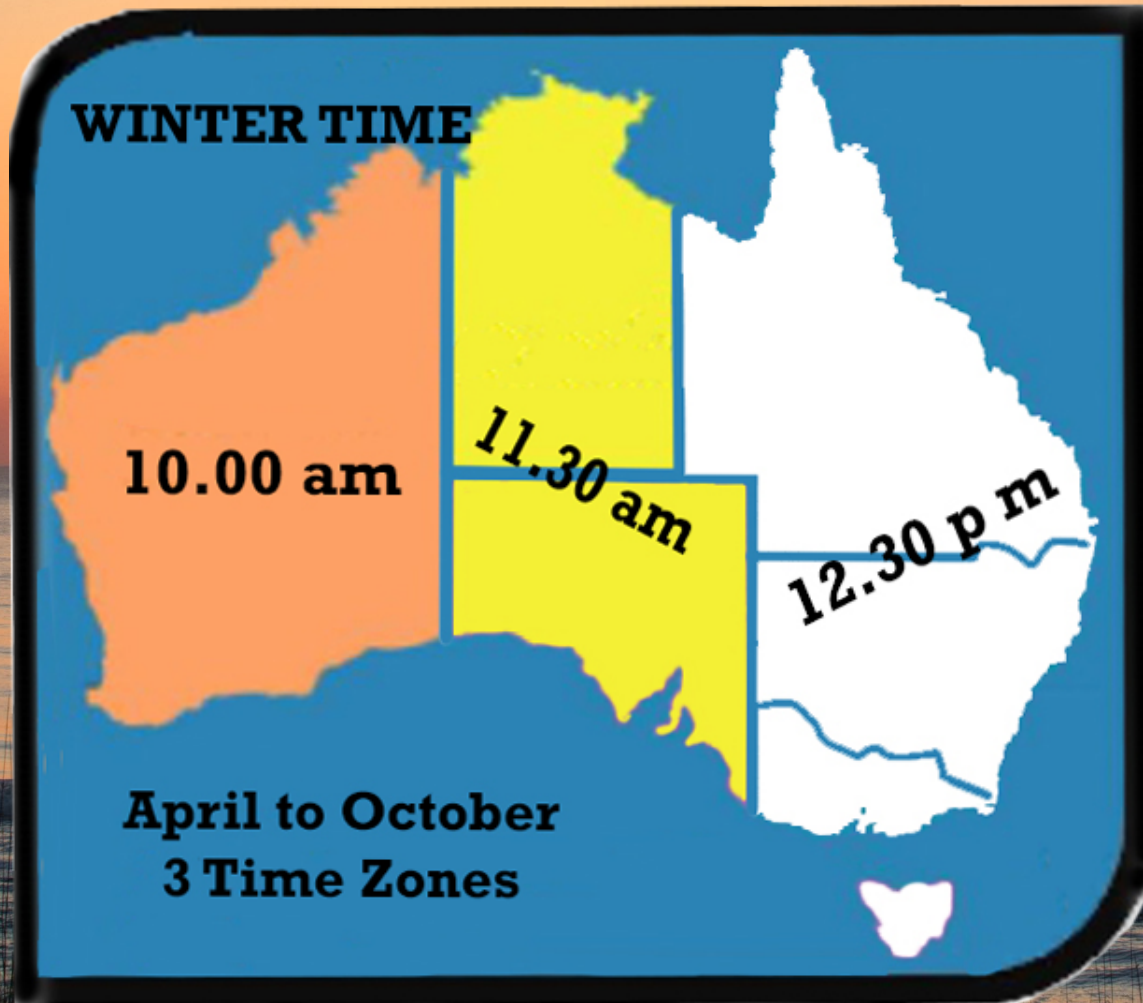 WINTER TIME
10.00 am
11.30 am
12.30 p m
April to October
3 Time Zones